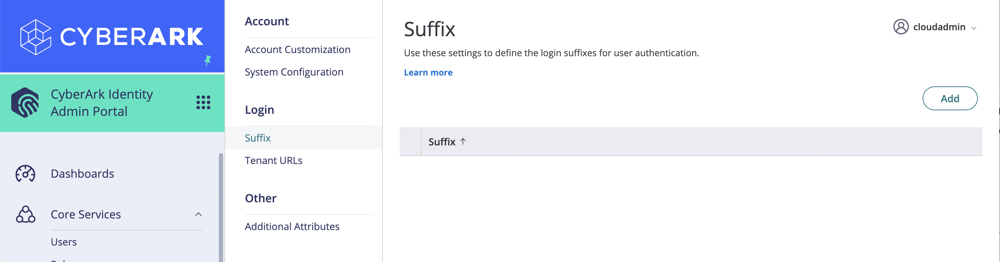 CYBERARK
CyberArk Identity
Admin Portal
Dashboards
Core Services
Users
Account
Account Customization
System Configuration
Login
Suffix
Tenant URLs
Other
Additional Attributes
Suffix
cloudadmin
Use these settings to define the login suffixes for user authentication.
Learn more
Add
Suffix ↑